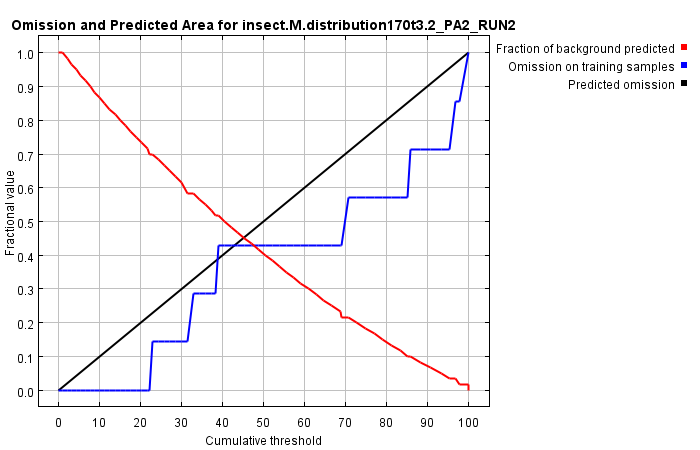 Omission and Predicted Area for insect.M.distribution170t3.2_PA2_RUN2
Fraction of background predicted
Omission on training samples
Predicted omission
Fractional value
1.0
0.9
0.8
0.7
0.6
0.5
0.4
0.3
0.2
0.1
0.0
0 10 20 30 40 50 60 70 80 90 100
Cumulative threshold